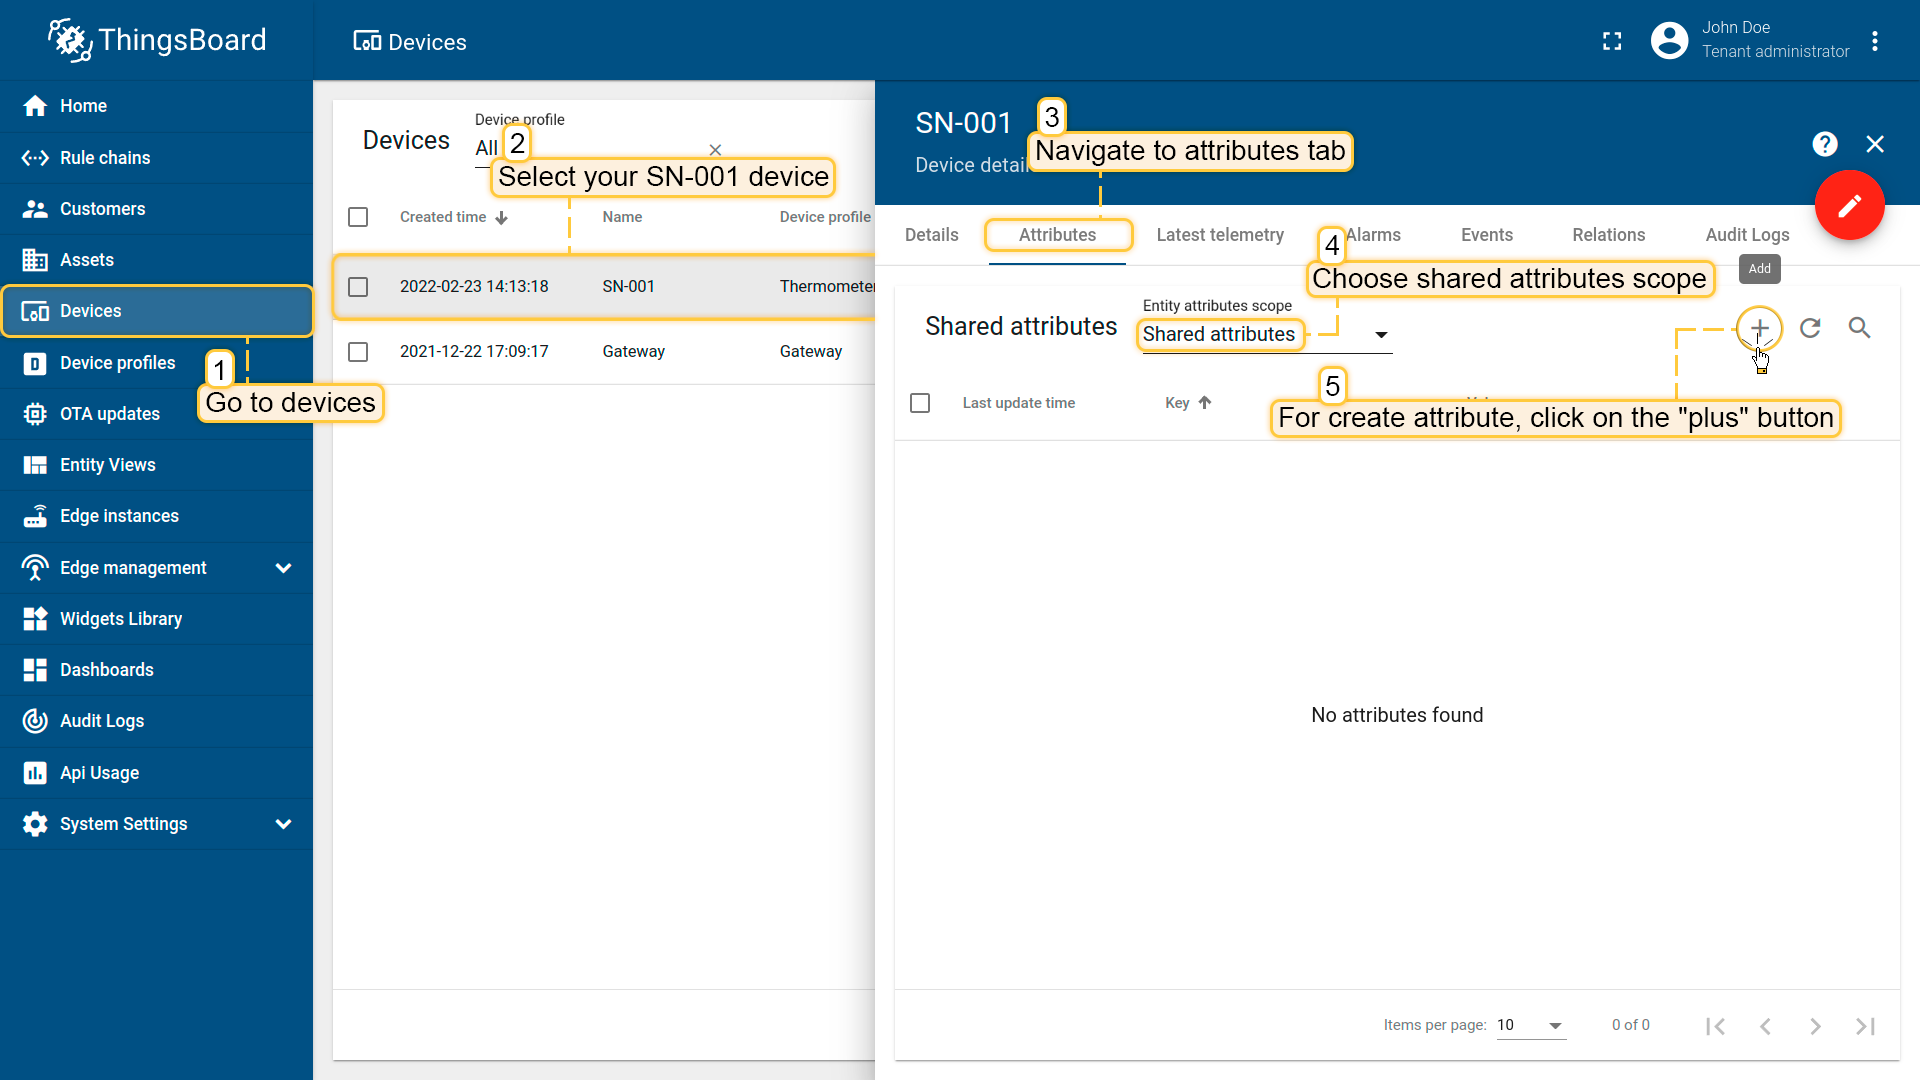 ThingsBoard
Devices
John Doe
Tenant administrator
Home
Rule chains
Customers
Assets
Devices
Device profiles
OTA updates
Entity Views
Edge instances
Edge management
Widgets Library
Dashboards
Audit Logs
Api Usage
System Settings
1
Go to devices
Devices
Device profile
All
2
Select your SN-001 device
Created time
Name
Device profile
2022-02-23 14:13:18
SN-001
Thermometer
2021-12-22 17:09:17
Gateway
Gateway
SN-001
Device detai
3
Navigate to attributes tab
Details
Attributes
Latest telemetry
Alarms
Events
Relations
Audit Logs
4
Choose shared attributes scope
Add
Shared attributes
Entity attributes scope
Shared attributes
5
For create attribute, click on the "plus" button
Last update time
Key
No attributes found
Items per page:
10
0 of 0